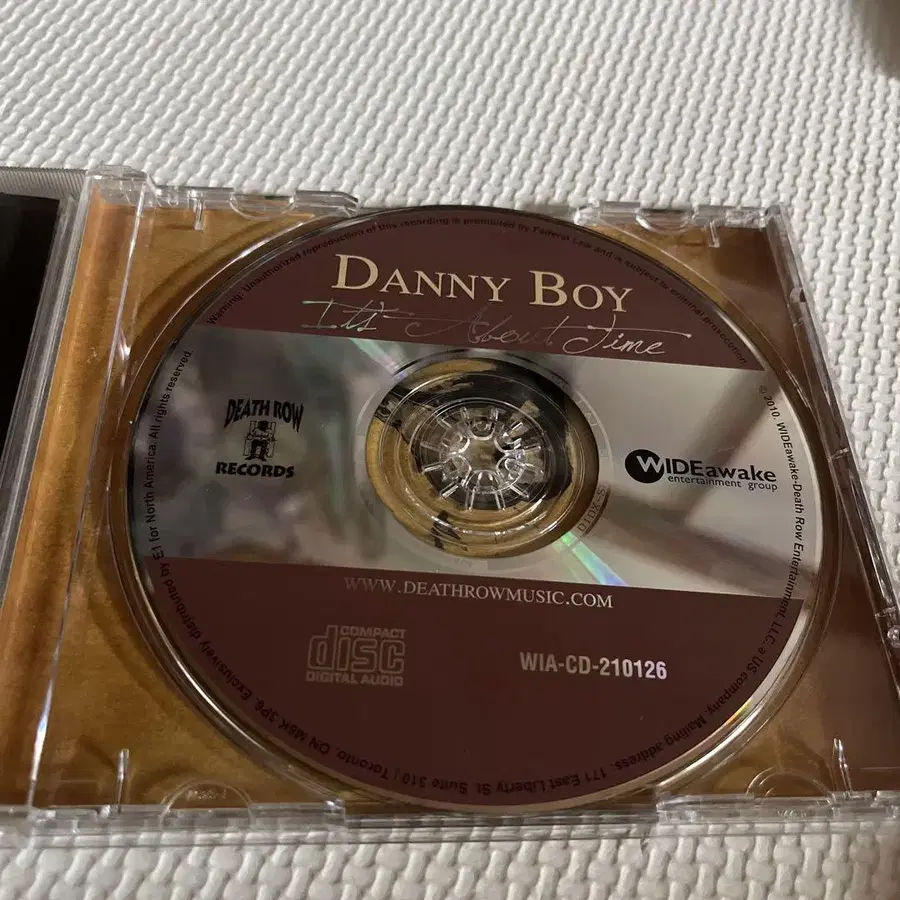 DANNY BOY
It's About Time
DEATH ROW
RECORDS
WIDEawake
entertainment group
WWW.DEATHROWMUSIC.COM
COMPACT
disc
DIGITAL AUDIO
WIA-CD-210126
Warning: Unauthorized reproduction of this recording is prohibited by Federal Law and is subject to criminal prosecution.
© 2010. WIDEawake-Death Row Entertainment, LLC. a US company. Mailing address. 171 East Liberty St. Suite 310 | Toronto, ON M6K 3P6. Exclusively distributed by E1 for North America. All rights reserved.